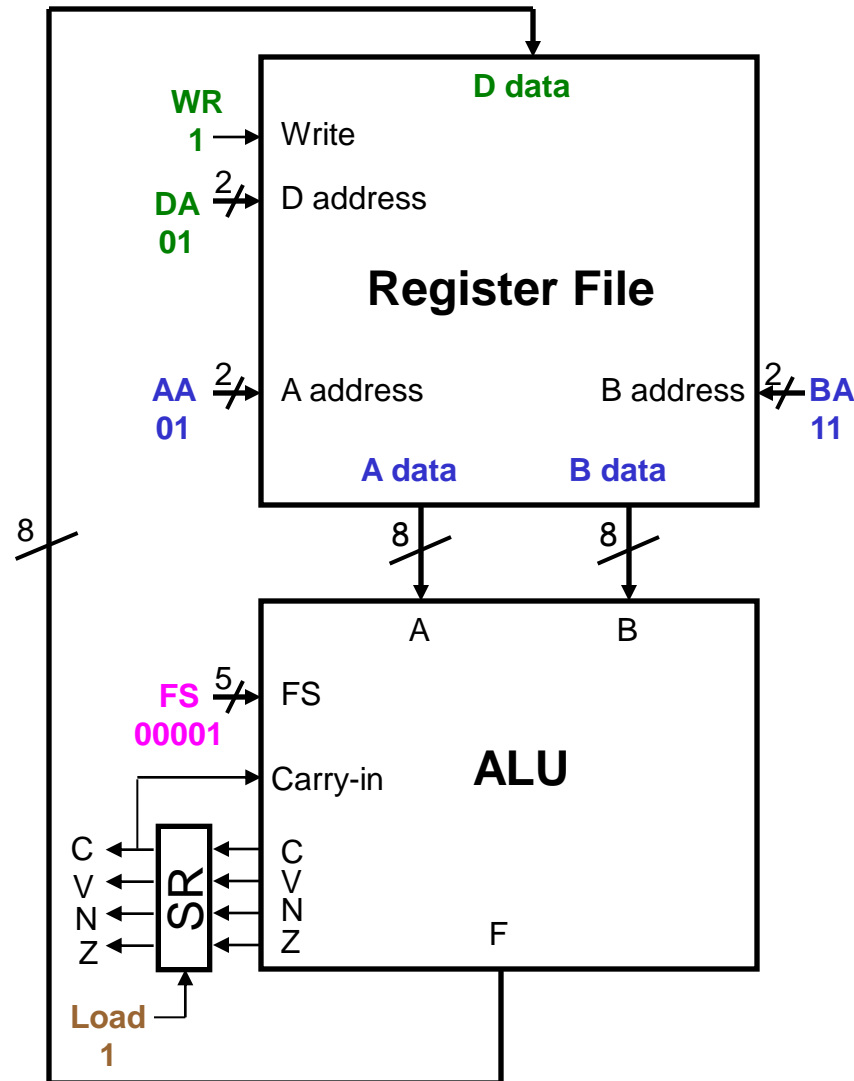 D data
WR
1
Write
2
DA
01
D address
Register File
2
AA
01
A address
B address
2
BA
11
A data
B data
8
8
8
A
B
5
FS
00001
FS
ALU
Carry-in
C
V
N
Z
SR
C
V
N
Z
F
Load
1